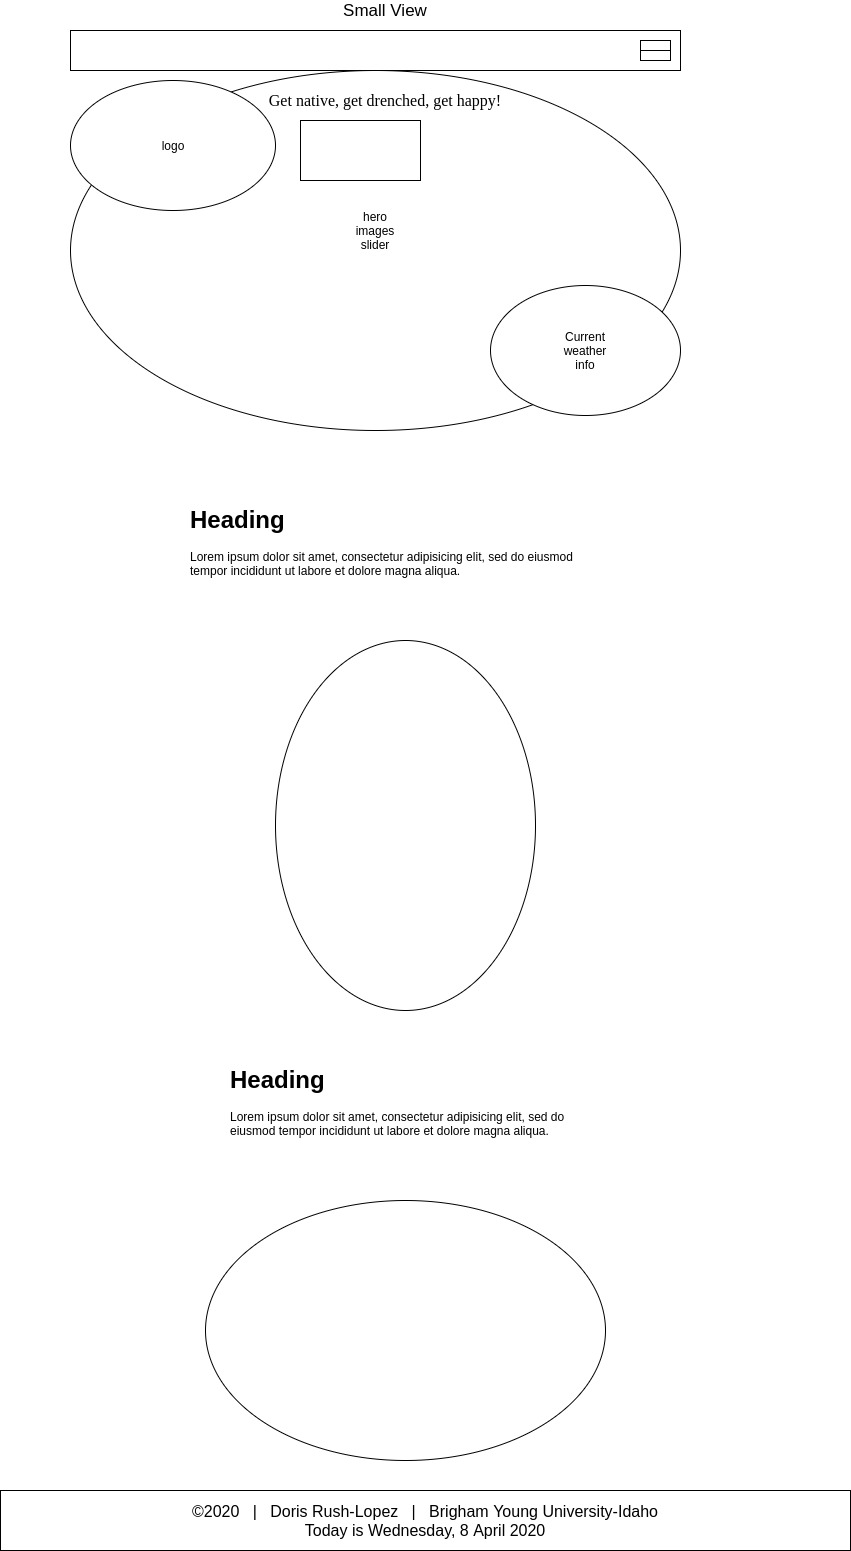 Small View
Get native, get drenched, get happy!
logo
hero
images
slider
Current
weather
info
Heading
Lorem ipsum dolor sit amet, consectetur adipisicing elit, sed do eiusmod
tempor incididunt ut labore et dolore magna aliqua.
Heading
Lorem ipsum dolor sit amet, consectetur adipisicing elit, sed do
eiusmod tempor incididunt ut labore et dolore magna aliqua.
©2020 | Doris Rush-Lopez | Brigham Young University-Idaho
Today is Wednesday, 8 April 2020